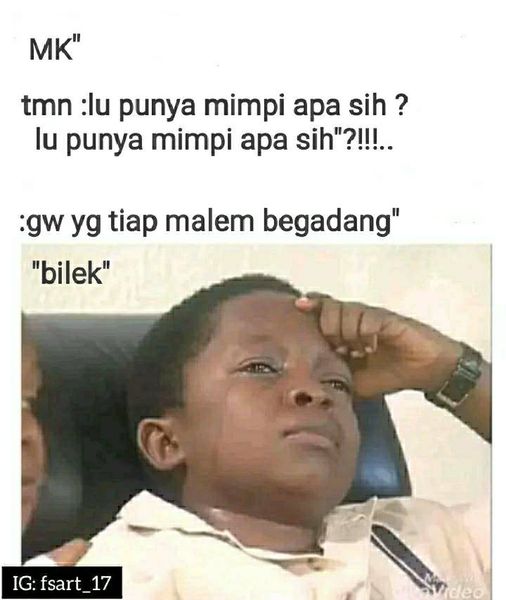 MK"
tmn :lu punya mimpi apa sih ?
lu punya mimpi apa sih"?!!!..
:gw yg tiap malem begadang"
"bilek"
IG: fsart_17
Video